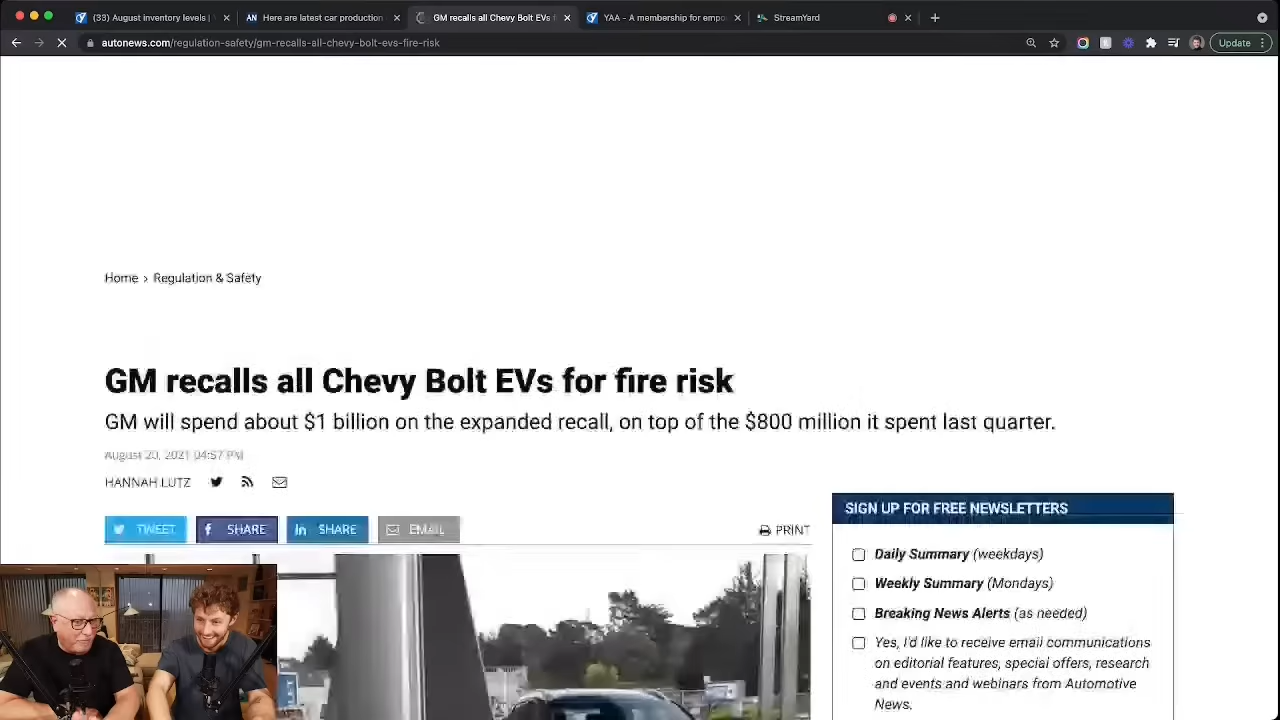 (33) August inventory levels |
Here are latest car production
GM recalls all Chevy Bolt EVs f
YAA - A membership for empo
StreamYard
autonews.com/regulation-safety/gm-recalls-all-chevy-bolt-evs-fire-risk
Update
Home › Regulation & Safety
GM recalls all Chevy Bolt EVs for fire risk
GM will spend about $1 billion on the expanded recall, on top of the $800 million it spent last quarter.
August 20, 2021 04:57 PM
HANNAH LUTZ
TWEET
SHARE
SHARE
EMAIL
PRINT
SIGN UP FOR FREE NEWSLETTERS
Daily Summary (weekdays)
Weekly Summary (Mondays)
Breaking News Alerts (as needed)
Yes, I'd like to receive email communications
on editorial features, special offers, research
and events and webinars from Automotive
News.